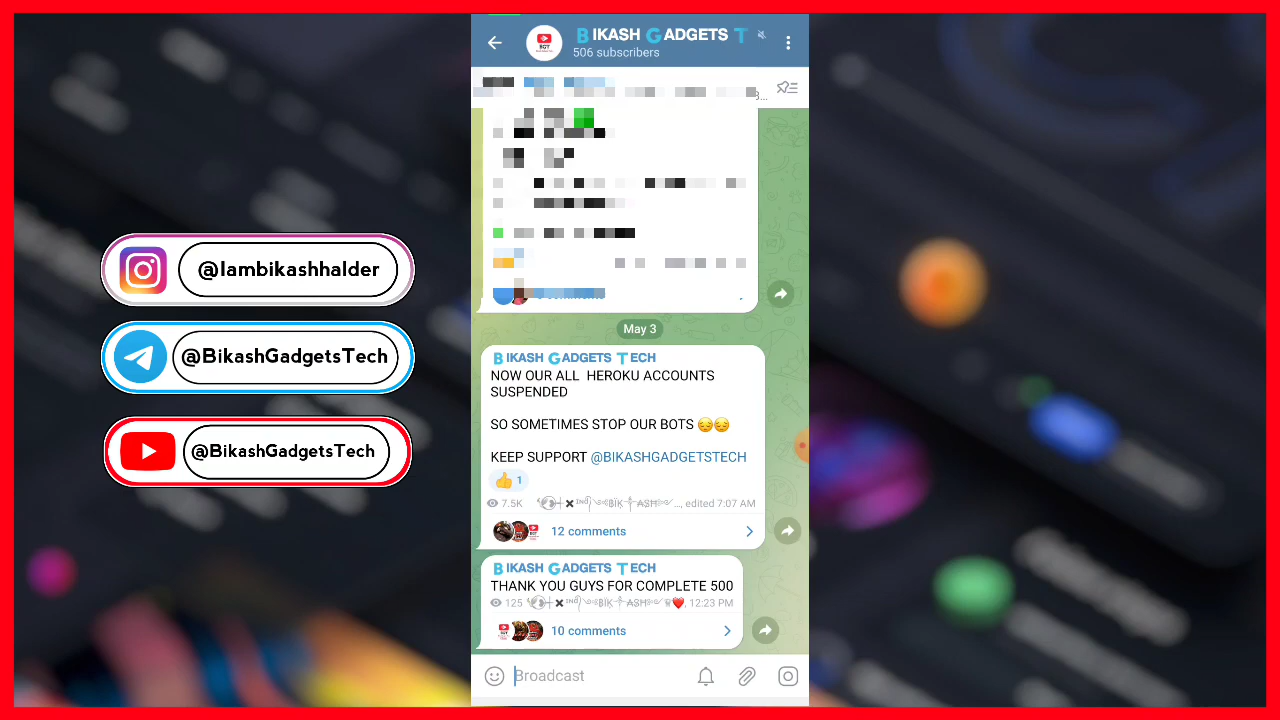 @Iambikashhalder
@BikashGadgetsTech
@BikashGadgetsTech
BIKASH GADGETS T
506 subscribers
May 3
BIKASH GADGETS TECH
NOW OUR ALL HEROKU ACCOUNTS
SUSPENDED
SO SOMETIMES STOP OUR BOTS 😔😔
KEEP SUPPORT @BIKASHGADGETSTECH
👍 1
7.5K edited 7:07 AM
12 comments
BIKASH GADGETS TECH
THANK YOU GUYS FOR COMPLETE 500
125 12:23 PM
10 comments
Broadcast